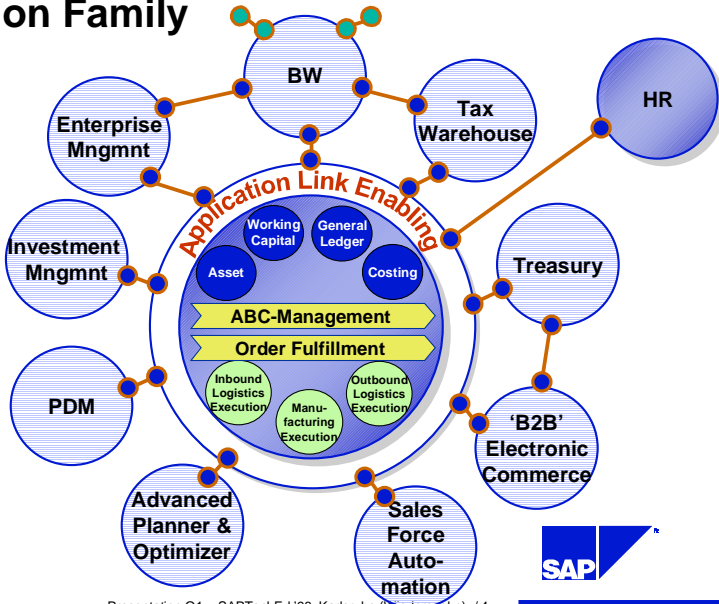 on Family
BW
HR
Tax
Warehouse
Enterprise
Mngmnt
Application Link Enabling
Working
Capital
General
Ledger
Asset
Costing
Investment
Mngmnt
Treasury
ABC-Management
Order Fulfillment
Inbound
Logistics
Execution
Manu-
facturing
Execution
Outbound
Logistics
Execution
PDM
'B2B'
Electronic
Commerce
Advanced
Planner &
Optimizer
Sales
Force
Auto-
mation
SAP